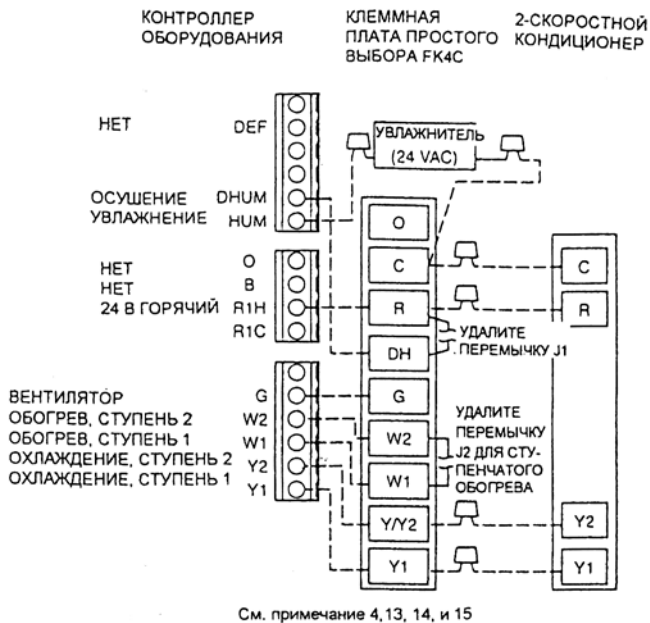 КОНТРОЛЛЕР
ОБОРУДОВАНИЯ
КЛЕММНАЯ
ПЛАТА ПРОСТОГО
ВЫБОРА FK4C
2-СКОРОСТНОЙ
КОНДИЦИОНЕР
НЕТ DEF
ОСУШЕНИЕ DHUM
УВЛАЖНЕНИЕ HUM
УВЛАЖНИТЕЛЬ
(24 VAC)
НЕТ O
НЕТ B
24 В ГОРЯЧИЙ R1H
R1C
ВЕНТИЛЯТОР G
ОБОГРЕВ, СТУПЕНЬ 2 W2
ОБОГРЕВ, СТУПЕНЬ 1 W1
ОХЛАЖДЕНИЕ, СТУПЕНЬ 2 Y2
ОХЛАЖДЕНИЕ, СТУПЕНЬ 1 Y1
O
C
R
DH
G
W2
W1
Y/Y2
Y1
УДАЛИТЕ
ПЕРЕМЫЧКУ J1
УДАЛИТЕ
ПЕРЕМЫЧКУ
J2 ДЛЯ СТУ-
ПЕНЧАТОГО
ОБОГРЕВА
C
R
Y2
Y1
См. примечание 4,13, 14, и 15